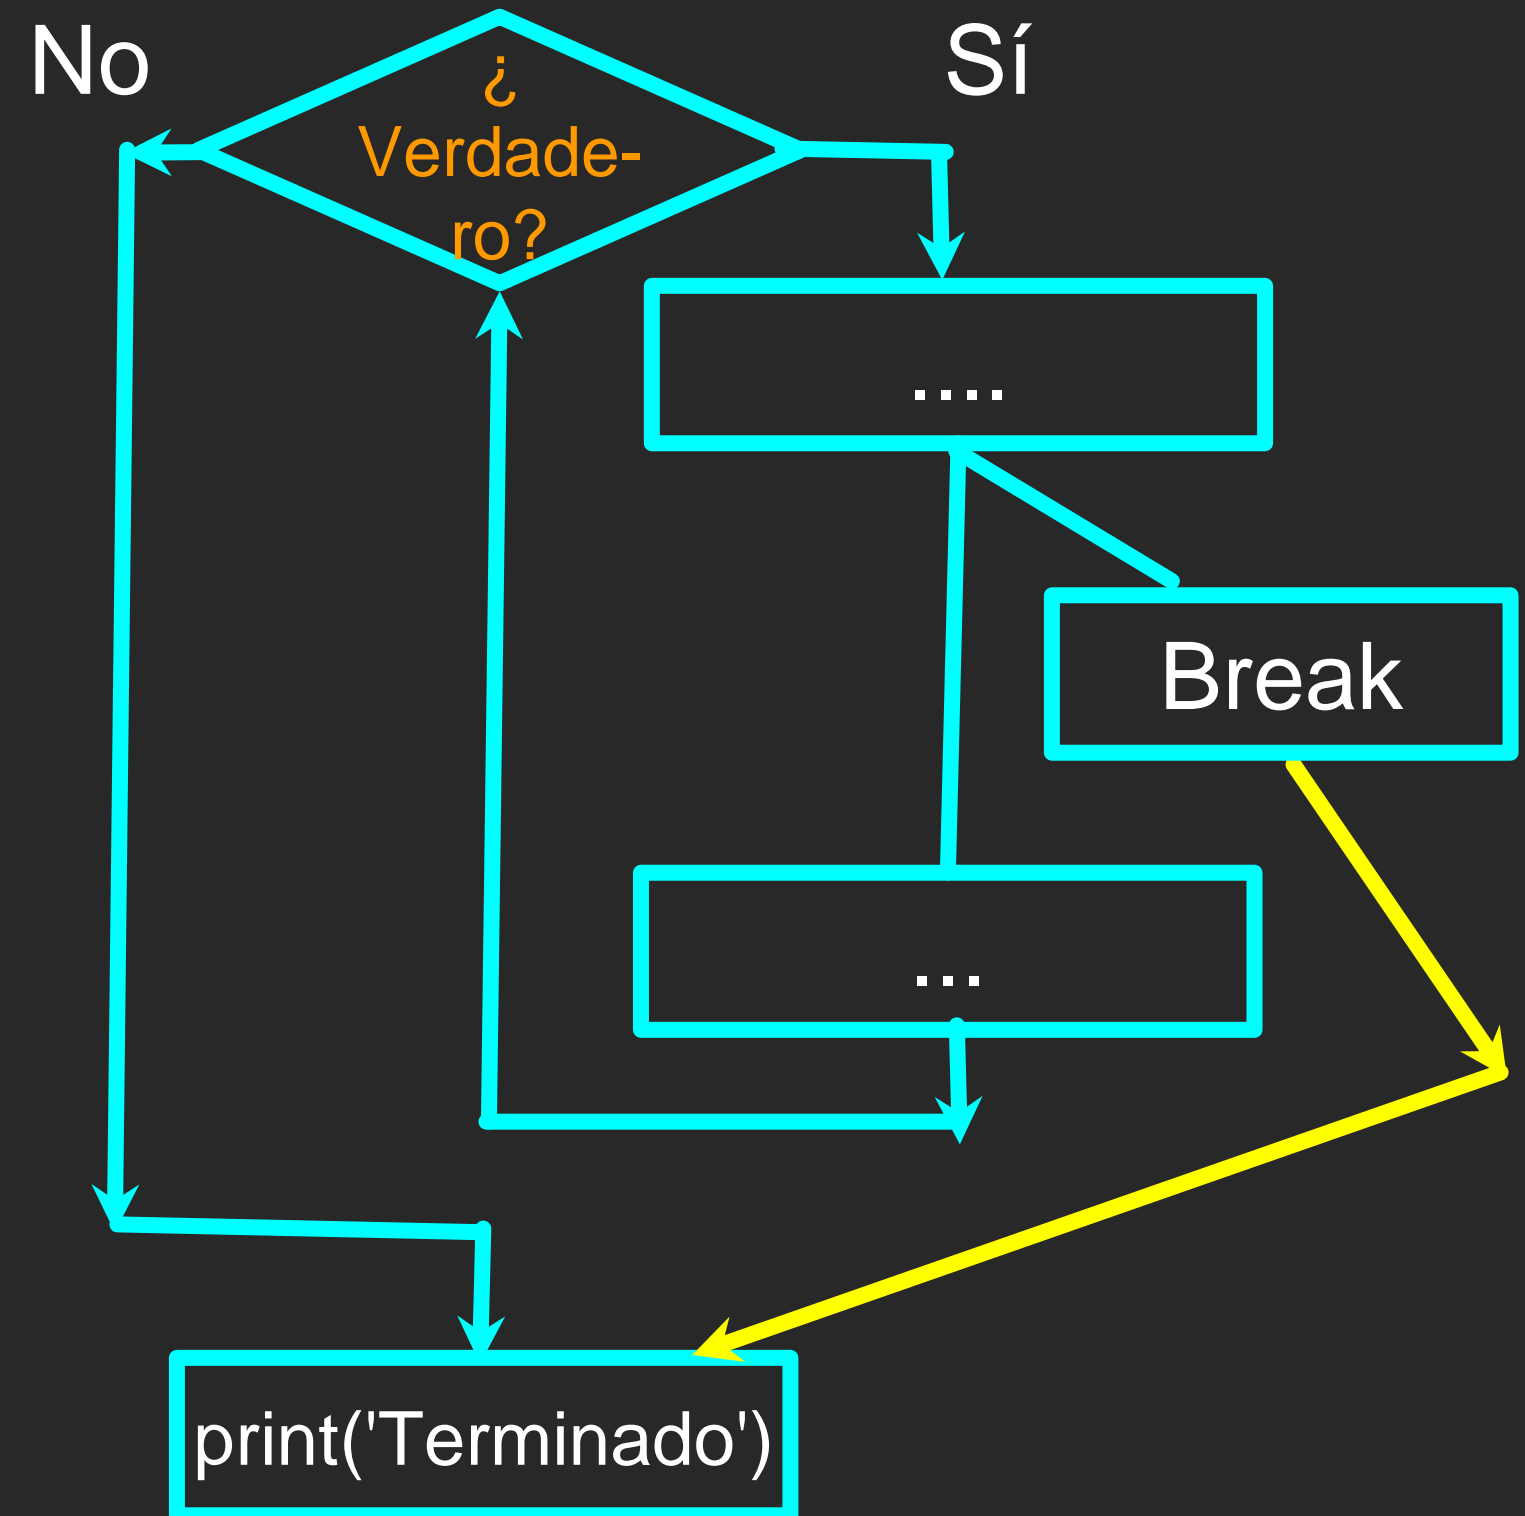 No
Sí
¿
Verdade-
ro?
....
Break
...
print('Terminado')